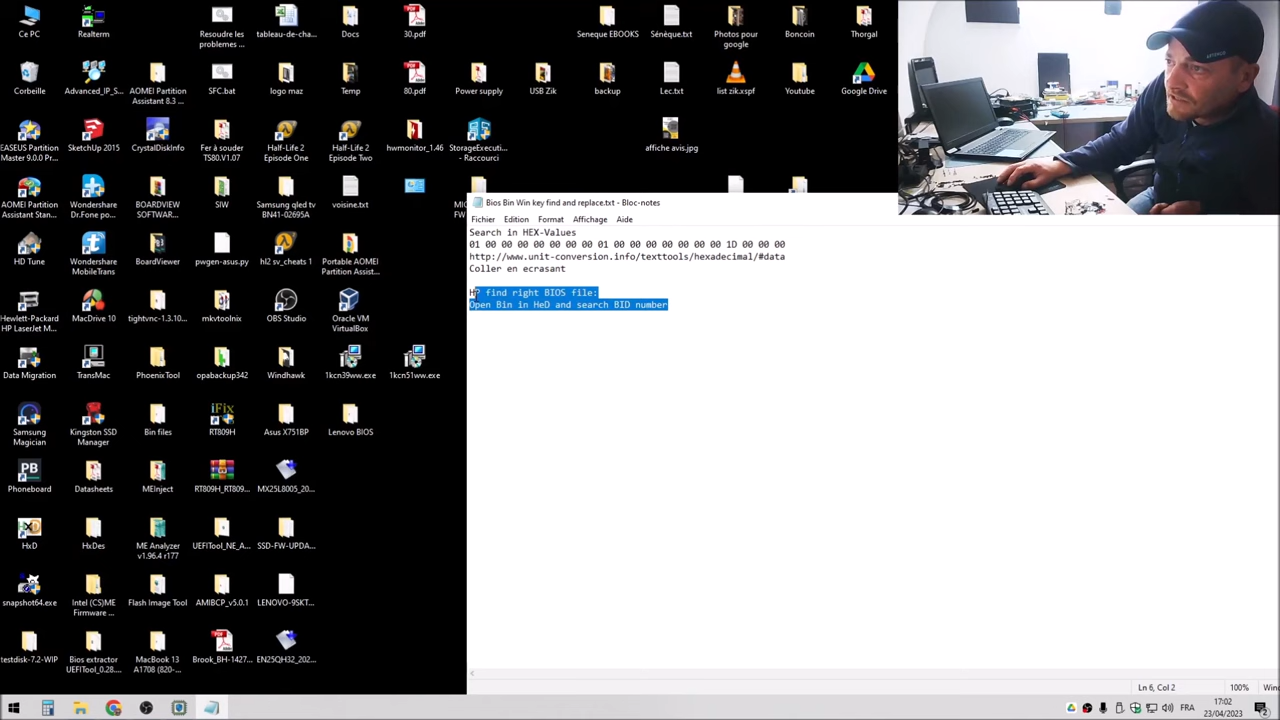 Ce PC
Realterm
Resoudre les
problemes ...
tableau-de-cha...
Docs
30.pdf
Seneque EBOOKS
Sénèque.txt
Photos pour
google
Boncoin
Thorgal
Corbeille
Advanced_IP_S...
AOMEI Partition
Assistant 8.3 ...
SFC.bat
logo maz
Temp
80.pdf
Power supply
USB Zik
backup
Lec.txt
list zik.xspf
Youtube
Google Drive
EASEUS Partition
Master 9.0.0 Pr...
SketchUp 2015
CrystalDiskInfo
Fer à souder
TS80.V1.07
Half-Life 2
Episode One
Half-Life 2
Episode Two
hwmonitor_1.46
StorageExecuti...
- Raccourci
affiche avis.jpg
AOMEI Partition
Assistant Stan...
Wondershare
Dr.Fone po...
BOARDVIEW
SOFTWAR...
SIW
Samsung qled tv
BN41-02695A
voisine.txt
HD Tune
Wondershare
MobileTrans
BoardViewer
pwgen-asus.py
hl2 sv_cheats 1
Portable AOMEI
Partition Assist...
Hewlett-Packard
HP LaserJet M...
MacDrive 10
tightvnc-1.3.10...
mkvtoolnix
OBS Studio
Oracle VM
VirtualBox
Data Migration
TransMac
PhoenixTool
opabackup342
Windhawk
1kcn39ww.exe
1kcn51ww.exe
Samsung
Magician
Kingston SSD
Manager
Bin files
RT809H
Asus X751BP
Lenovo BIOS
Phoneboard
Datasheets
MEInject
RT809H_RT809...
MX25L8005_20...
HxD
HxDes
ME Analyzer
v1.96.4 r177
UEFITool_NE_A...
SSD-FW-UPDA...
snapshot64.exe
Intel (CS)ME
Firmware ...
Flash Image Tool
AMIBCP_v5.0.1
LENOVO-9SKT...
testdisk-7.2-WIP
Bios extractor
UEFITool_0.28....
MacBook 13
A1708 (820-...
Brook_BH-1427...
EN25QH32_202...
Bios Bin Win key find and replace.txt - Bloc-notes
Fichier Edition Format Affichage Aide
Search in HEX-Values
01 00 00 00 00 00 00 00 01 00 00 00 00 00 00 00 1D 00 00 00
http://www.unit-conversion.info/texttools/hexadecimal/#data
Coller en ecrasant
find right BIOS file:
Open Bin in HeD and search BID number
Ln 6, Col 2
100%
FRA
17:02
23/04/2023